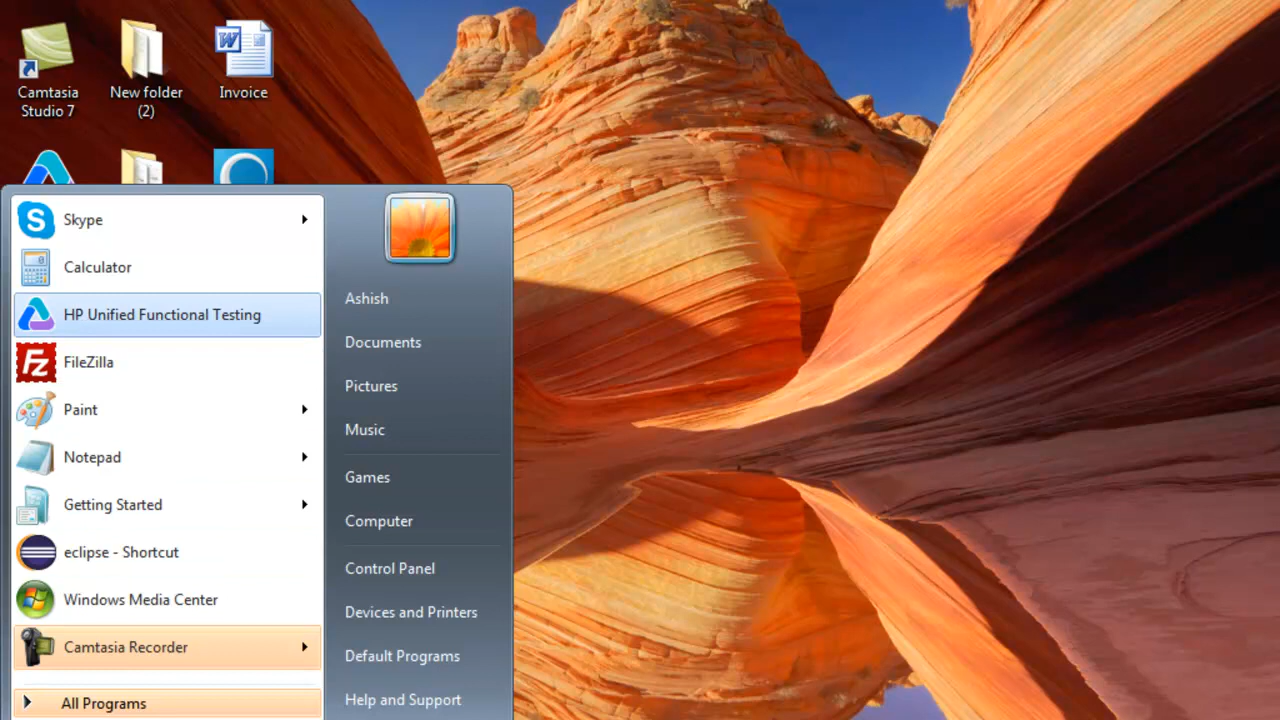 Camtasia
Studio 7
New folder
(2)
Invoice
Skype
Calculator
HP Unified Functional Testing
FileZilla
Paint
Notepad
Getting Started
eclipse - Shortcut
Windows Media Center
Camtasia Recorder
All Programs
Ashish
Documents
Pictures
Music
Games
Computer
Control Panel
Devices and Printers
Default Programs
Help and Support